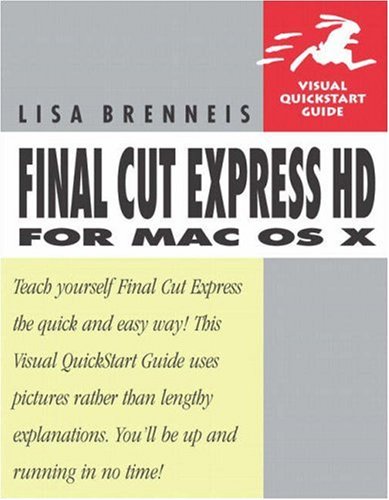 VISUAL
QUICKSTART
GUIDE
LISA BRENNEIS
FINAL CUT EXPRESS HD
FOR MAC OS X
Teach yourself Final Cut Express
the quick and easy way! This
Visual QuickStart Guide uses
pictures rather than lengthy
explanations. You'll be up and
running in no time!